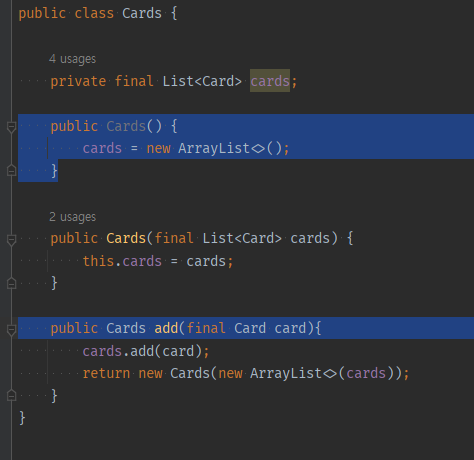 public class Cards {
4 usages
private final List<Card> cards;
public Cards() {
cards = new ArrayList<>();
}
2 usages
public Cards(final List<Card> cards) {
this.cards = cards;
}
public Cards add(final Card card){
cards.add(card);
return new Cards(new ArrayList<>(cards));
}
}